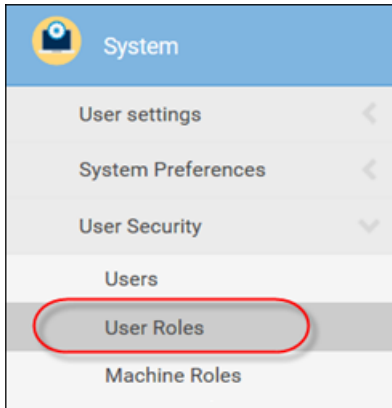 System
User settings
System Preferences
User Security
Users
User Roles
Machine Roles